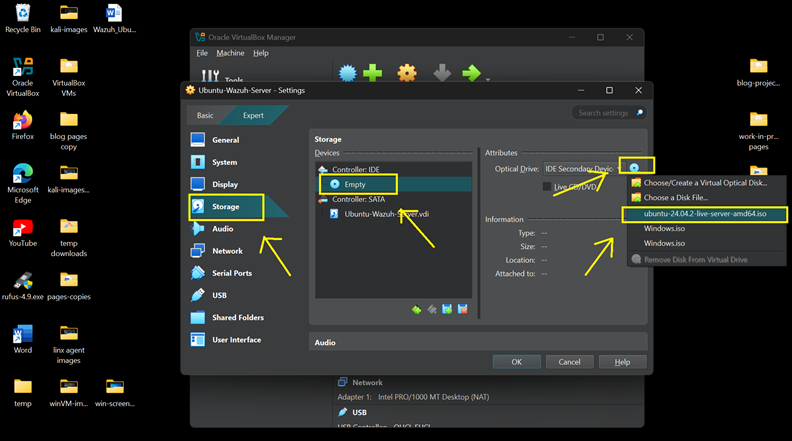 Recycle Bin
kali-images
Wazuh_Ubu...
Oracle VirtualBox
VirtualBox VMs
Firefox
blog pages copy
Microsoft Edge
kali-images...
YouTube
temp downloads
rufus-4.9.exe
pages-copies
Word
linx agent images
temp
winVM-im...
win-screen...
blog-projec...
work-in-pr... pages
Oracle VirtualBox Manager
File Machine Help
Tools
Ubuntu-Wazuh-Server - Settings
Basic Expert
Search settings
General
System
Display
Storage
Audio
Network
Serial Ports
USB
Shared Folders
User Interface
Storage
Devices
Controller: IDE
Empty
Controller: SATA
Ubuntu-Wazuh-Server.vdi
Attributes
Optical Drive: IDE Secondary Devic
Live CD/DVD
Information
Type: --
Size: --
Location: --
Attached to: --
Choose/Create a Virtual Optical Disk...
Choose a Disk File...
ubuntu-24.04.2-live-server-amd64.iso
Windows.iso
Windows.iso
Remove Disk From Virtual Drive
Audio
OK Cancel Help
Network
Adapter 1: Intel PRO/1000 MT Desktop (NAT)
USB